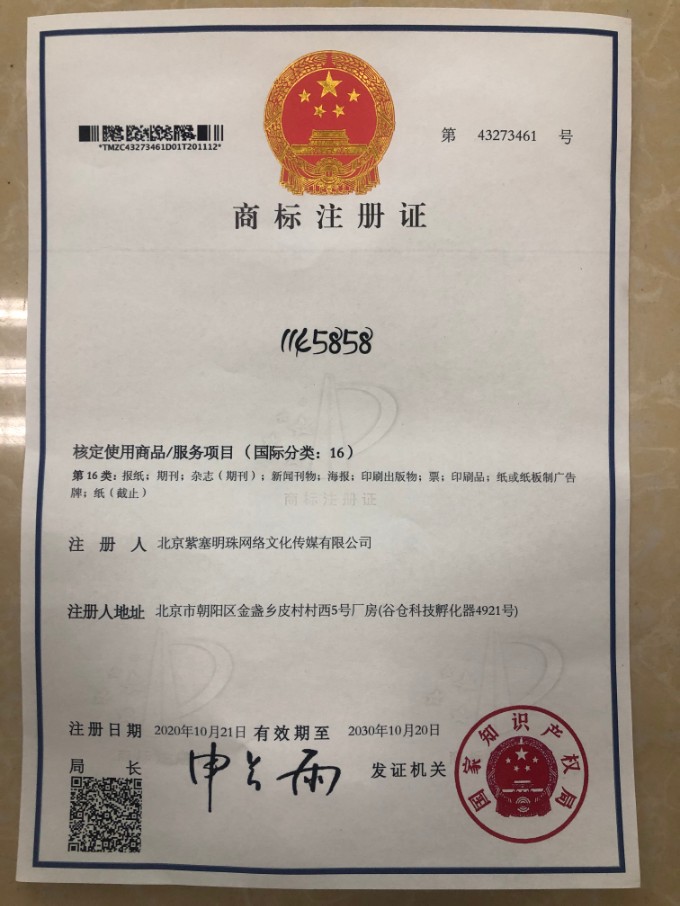 *TMZC43273461D01T201112*
第 43273461 号
商标注册证
1145858
核定使用商品/服务项目（国际分类：16）
第16类：报纸；期刊；杂志（期刊）；新闻刊物；海报；印刷出版物；票；印刷品；纸或纸板制广告
牌；纸（截止）
商标注册证
注册人 北京紫塞明珠网络文化传媒有限公司
注册人地址 北京市朝阳区金盏乡皮村村西5号厂房(谷仓科技孵化器4921号)
注册日期 2020年10月21日 有效期至 2030年10月20日
局长 申长雨 发证机关
国家知识产权局